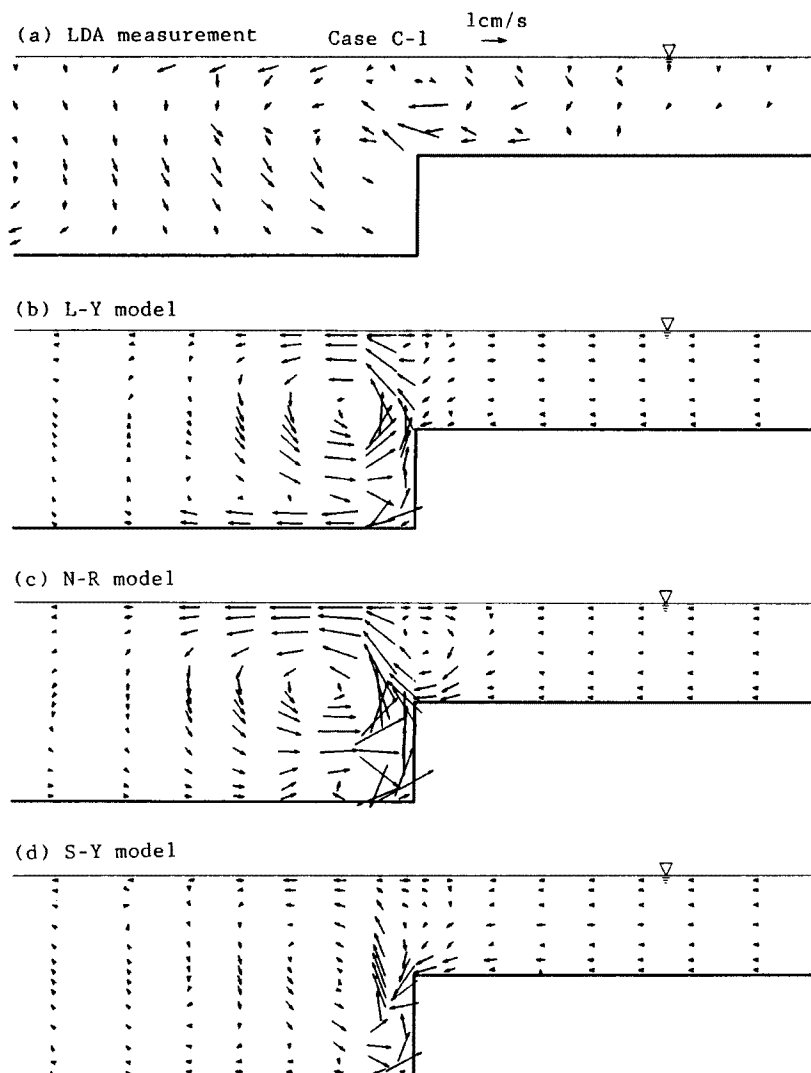 (a) LDA measurement
Case C-1
1cm/s
(b) L-Y model
(c) N-R model
(d) S-Y model